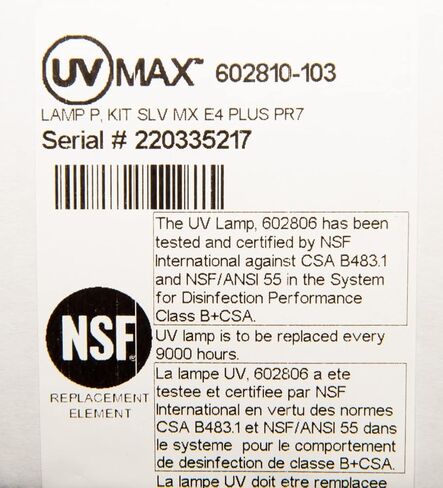 UV MAX™ 602810-103
LAMP P, KIT SLV MX E4 PLUS PR7
Serial # 220335217
The UV Lamp, 602806 has been
tested and certified by NSF
International against CSA B483.1
and NSF/ANSI 55 in the System
for Disinfection Performance
Class B+CSA.
UV lamp is to be replaced every
9000 hours.
NSF®
REPLACEMENT
ELEMENT
La lampe UV, 602806 a ete
testee et certifiee par NSF
International en vertu des normes
CSA B483.1 et NSF/ANSI 55 dans
le systeme pour le comportement
de desinfection de classe B+CSA.
La lampe UV doit etre remplacee